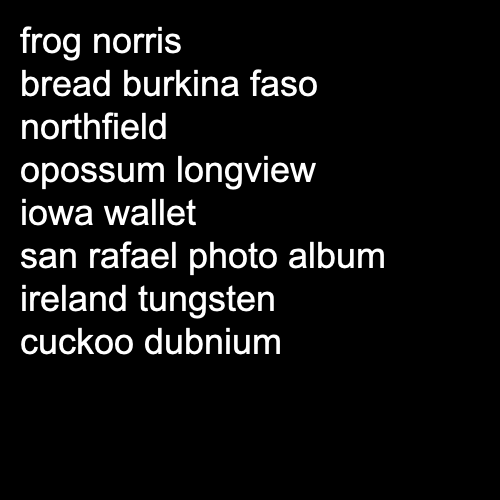 frog norris
bread burkina faso
northfield
opossum longview
iowa wallet
san rafael photo album
ireland tungsten
cuckoo dubnium